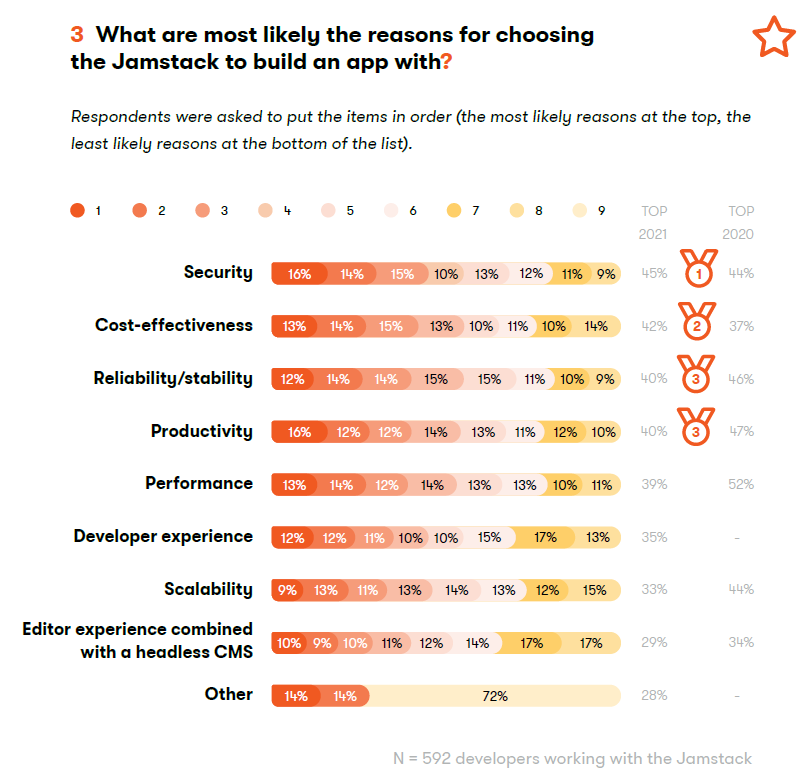 3 What are most likely the reasons for choosing
the Jamstack to build an app with?
Respondents were asked to put the items in order (the most likely reasons at the top, the
least likely reasons at the bottom of the list).
1 2 3 4 5 6 7 8 9 TOP TOP
2021 2020
Security 16% 14% 15% 10% 13% 12% 11% 9% 45% 1 44%
Cost-effectiveness 13% 14% 15% 13% 10% 11% 10% 14% 42% 2 37%
Reliability/stability 12% 14% 14% 15% 15% 11% 10% 9% 40% 3 46%
Productivity 16% 12% 12% 14% 13% 11% 12% 10% 40% 3 47%
Performance 13% 14% 12% 14% 13% 13% 10% 11% 39% 52%
Developer experience 12% 12% 11% 10% 10% 15% 17% 13% 35% -
Scalability 9% 13% 11% 13% 14% 13% 12% 15% 33% 44%
Editor experience combined
with a headless CMS 10% 9% 10% 11% 12% 14% 17% 17% 29% 34%
Other 14% 14% 72% 28% -
N = 592 developers working with the Jamstack